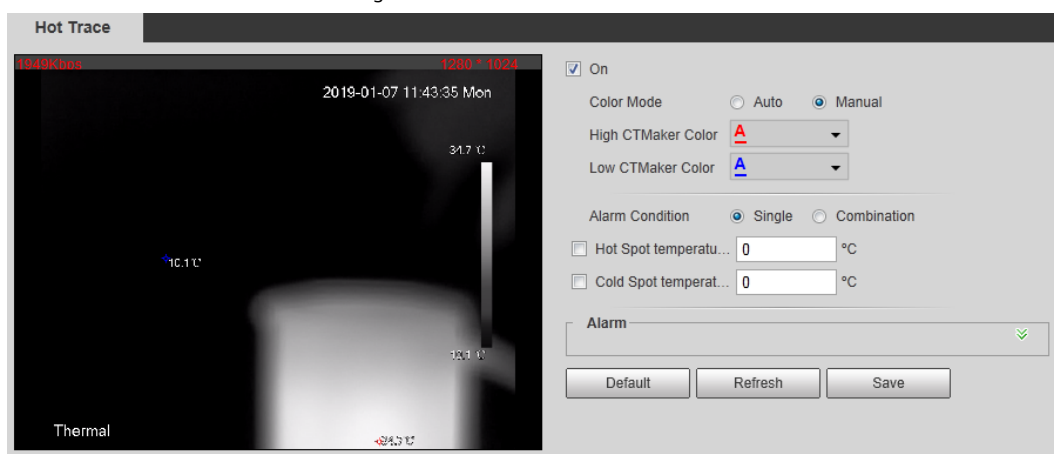 Hot Trace
1949Kbps 1280 * 1024
2019-01-07 11:43:35 Mon
34.7 ℃
10.1℃
Thermal
On
Color Mode Auto Manual
High CTMaker Color A
Low CTMaker Color A
Alarm Condition Single Combination
Hot Spot temperatu... 0 °C
Cold Spot temperat... 0 °C
Alarm
Default Refresh Save